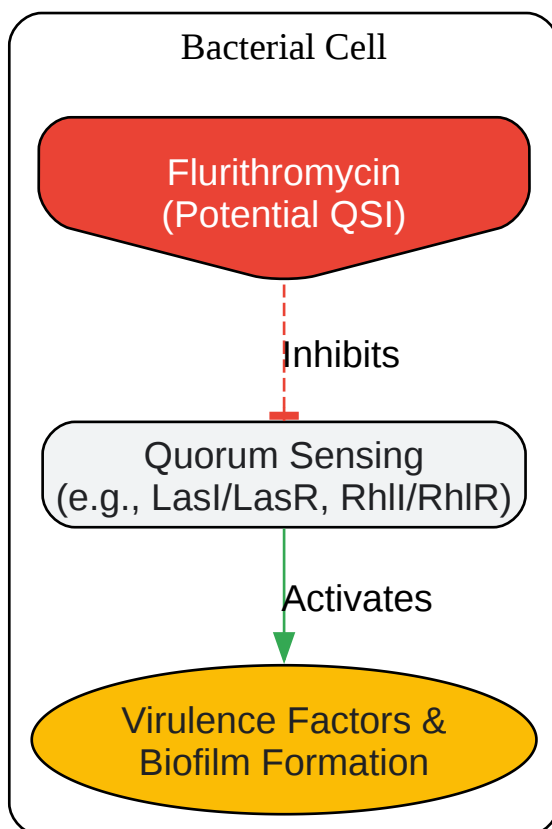 Bacterial Cell
Flurithromycin
(Potential QSI)
Inhibits
Quorum Sensing
(e.g., LasI/LasR, RhlI/RhlR)
Activates
Virulence Factors &
Biofilm Formation